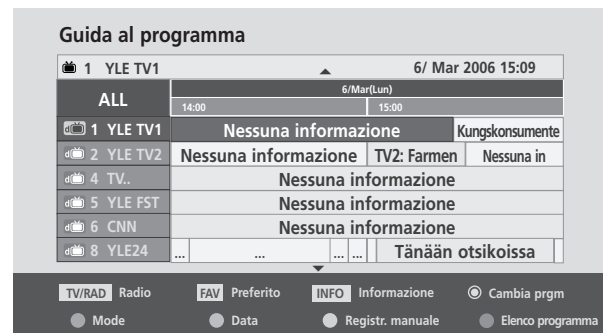 Guida al programma
1 YLE TV1 6/ Mar 2006 15:09
ALL 6/Mar(Lun)
14:00 15:00
1 YLE TV1 Nessuna informazione Kungskonsumente
2 YLE TV2 Nessuna informazione TV2: Farmen Nessuna in
4 TV.. Nessuna informazione
5 YLE FST Nessuna informazione
6 CNN Nessuna informazione
8 YLE24 ... ... ... ... Tänään otsikoissa
TV/RAD Radio FAV Preferito INFO Informazione Cambia prgm
Mode Data Registr. manuale Elenco programma